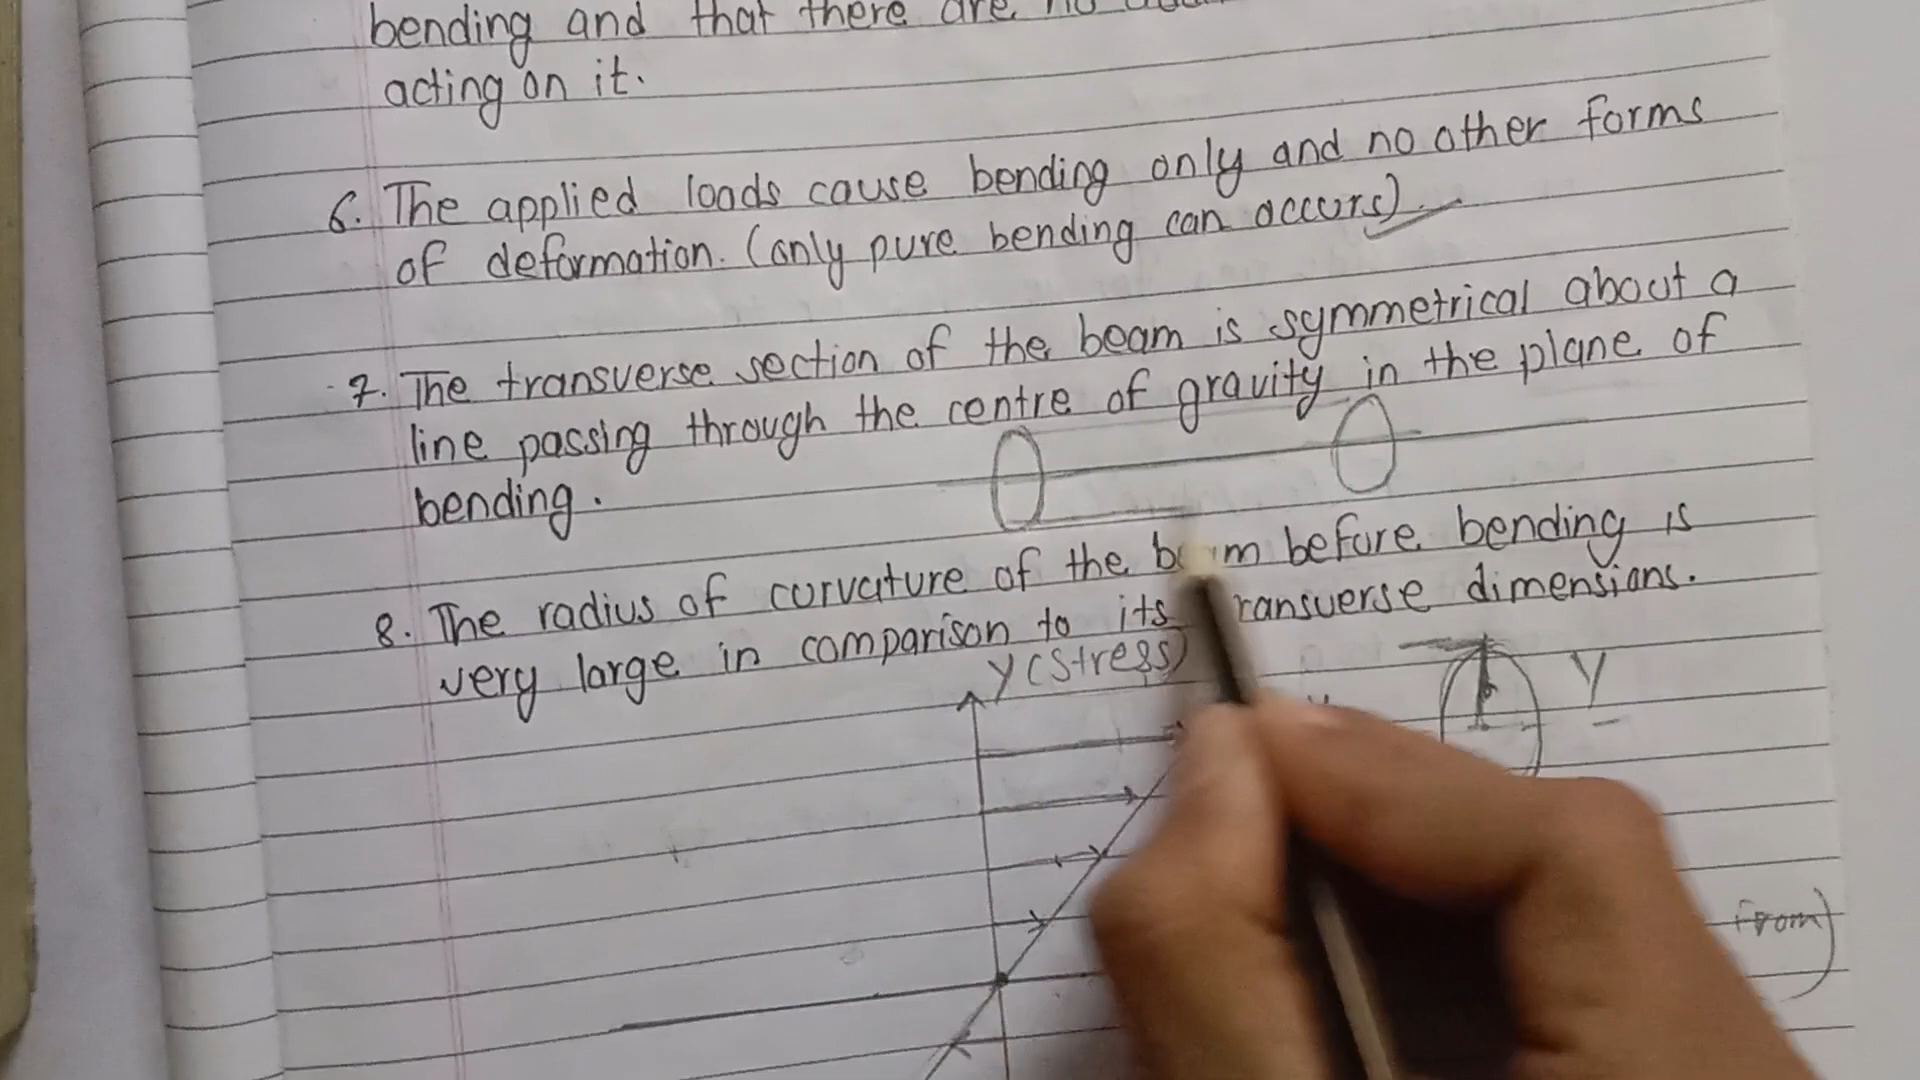 bending and that there are no
acting on it.
6. The applied loads cause bending only and no other forms
of deformation. (only pure bending can occurs)
7. The transverse section of the beam is symmetrical about a
line passing through the centre of gravity in the plane of
bending.
8. The radius of curvature of the before bending is
very large in comparison to its dimensions.
Y (Stress)
Y
from)